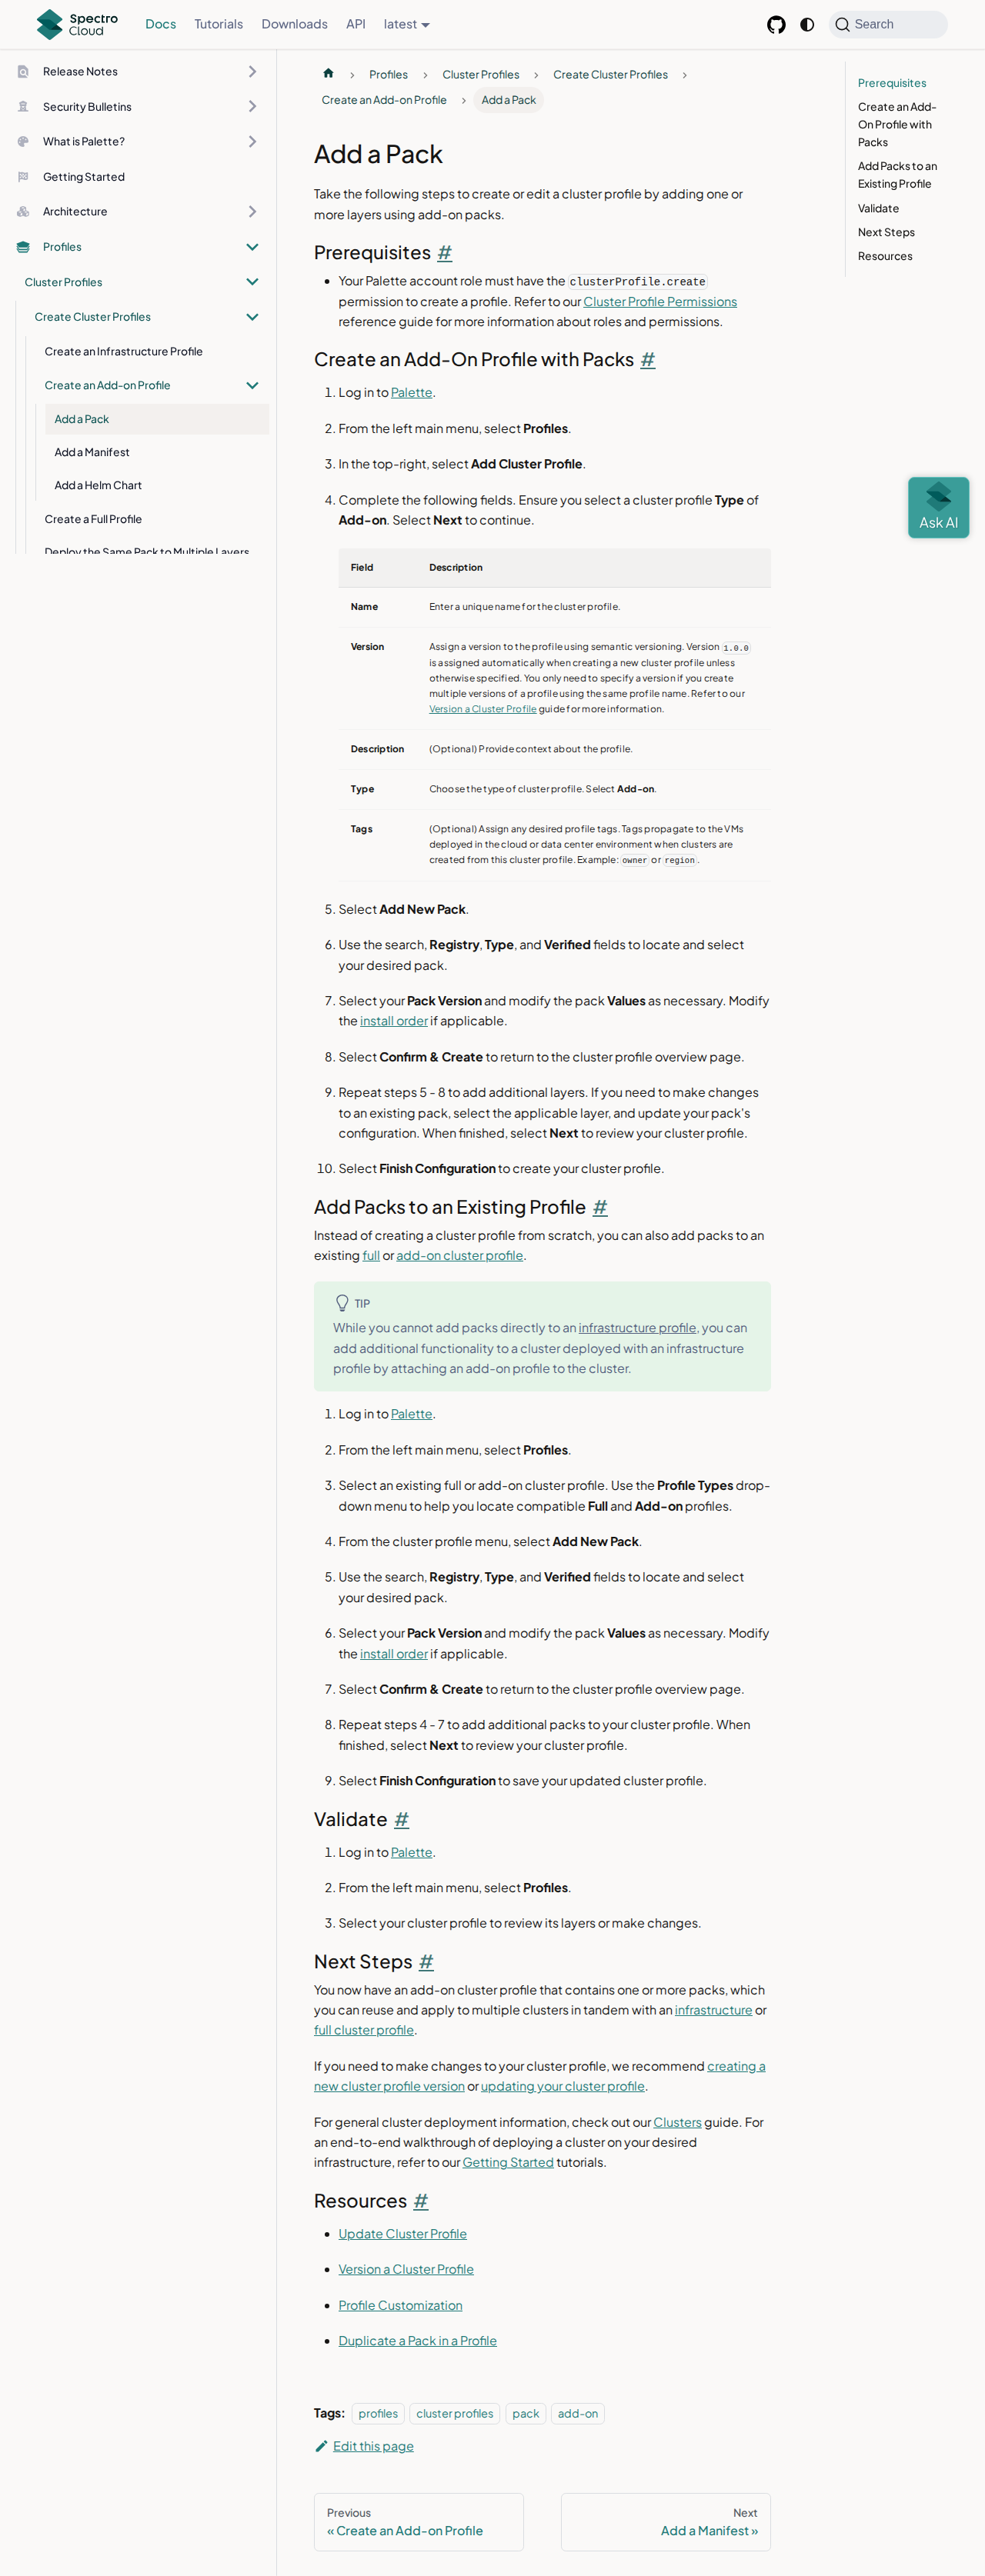 Spectro
Cloud
Docs
Tutorials
Downloads
API
latest
Search
Release Notes
Security Bulletins
What is Palette?
Getting Started
Architecture
Profiles
Cluster Profiles
Create Cluster Profiles
Create an Infrastructure Profile
Create an Add-on Profile
Add a Pack
Add a Manifest
Add a Helm Chart
Create a Full Profile
Deploy the Same Pack to Multiple Layers
Profiles > Cluster Profiles > Create Cluster Profiles >
Create an Add-on Profile > Add a Pack
Add a Pack
Take the following steps to create or edit a cluster profile by adding one or
more layers using add-on packs.
Prerequisites #
• Your Palette account role must have the clusterProfile.create
permission to create a profile. Refer to our Cluster Profile Permissions
reference guide for more information about roles and permissions.
Create an Add-On Profile with Packs #
1. Log in to Palette.
2. From the left main menu, select Profiles.
3. In the top-right, select Add Cluster Profile.
4. Complete the following fields. Ensure you select a cluster profile Type of
Add-on. Select Next to continue.
Field Description
Name Enter a unique name for the cluster profile.
Version Assign a version to the profile using semantic versioning. Version 1.0.0
is assigned automatically when creating a new cluster profile unless
otherwise specified. You only need to specify a version if you create
multiple versions of a profile using the same profile name. Refer to our
Version a Cluster Profile guide for more information.
Description (Optional) Provide context about the profile.
Type Choose the type of cluster profile. Select Add-on.
Tags (Optional) Assign any desired profile tags. Tags propagate to the VMs
deployed in the cloud or data center environment when clusters are
created from this cluster profile. Example: owner or region.
5. Select Add New Pack.
6. Use the search, Registry, Type, and Verified fields to locate and select
your desired pack.
7. Select your Pack Version and modify the pack Values as necessary. Modify
the install order if applicable.
8. Select Confirm & Create to return to the cluster profile overview page.
9. Repeat steps 5 - 8 to add additional layers. If you need to make changes
to an existing pack, select the applicable layer, and update your pack's
configuration. When finished, select Next to review your cluster profile.
10. Select Finish Configuration to create your cluster profile.
Add Packs to an Existing Profile #
Instead of creating a cluster profile from scratch, you can also add packs to an
existing full or add-on cluster profile.
TIP
While you cannot add packs directly to an infrastructure profile, you can
add additional functionality to a cluster deployed with an infrastructure
profile by attaching an add-on profile to the cluster.
1. Log in to Palette.
2. From the left main menu, select Profiles.
3. Select an existing full or add-on cluster profile. Use the Profile Types drop-
down menu to help you locate compatible Full and Add-on profiles.
4. From the cluster profile menu, select Add New Pack.
5. Use the search, Registry, Type, and Verified fields to locate and select
your desired pack.
6. Select your Pack Version and modify the pack Values as necessary. Modify
the install order if applicable.
7. Select Confirm & Create to return to the cluster profile overview page.
8. Repeat steps 4 - 7 to add additional packs to your cluster profile. When
finished, select Next to review your cluster profile.
9. Select Finish Configuration to save your updated cluster profile.
Validate #
1. Log in to Palette.
2. From the left main menu, select Profiles.
3. Select your cluster profile to review its layers or make changes.
Next Steps #
You now have an add-on cluster profile that contains one or more packs, which
you can reuse and apply to multiple clusters in tandem with an infrastructure or
full cluster profile.
If you need to make changes to your cluster profile, we recommend creating a
new cluster profile version or updating your cluster profile.
For general cluster deployment information, check out our Clusters guide. For
an end-to-end walkthrough of deploying a cluster on your desired
infrastructure, refer to our Getting Started tutorials.
Resources #
• Update Cluster Profile
• Version a Cluster Profile
• Profile Customization
• Duplicate a Pack in a Profile
Tags: profiles cluster profiles pack add-on
Edit this page
Previous
« Create an Add-on Profile
Next
Add a Manifest »
Prerequisites
Create an Add-
On Profile with
Packs
Add Packs to an
Existing Profile
Validate
Next Steps
Resources
Ask AI